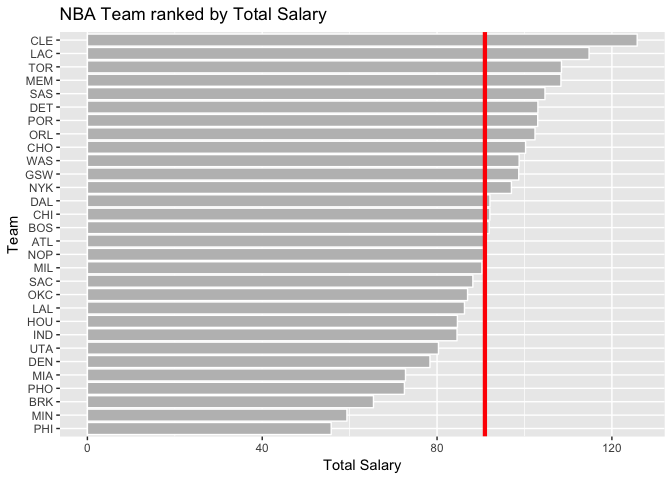 NBA Team ranked by Total Salary
CLE
LAC
TOR
MEM
SAS
DET
POR
ORL
CHO
WAS
GSW
NYK
DAL
CHI
BOS
ATL
NOP
MIL
SAC
OKC
LAL
HOU
IND
UTA
DEN
MIA
PHO
BRK
MIN
PHI
Team
0 40 80 120
Total Salary